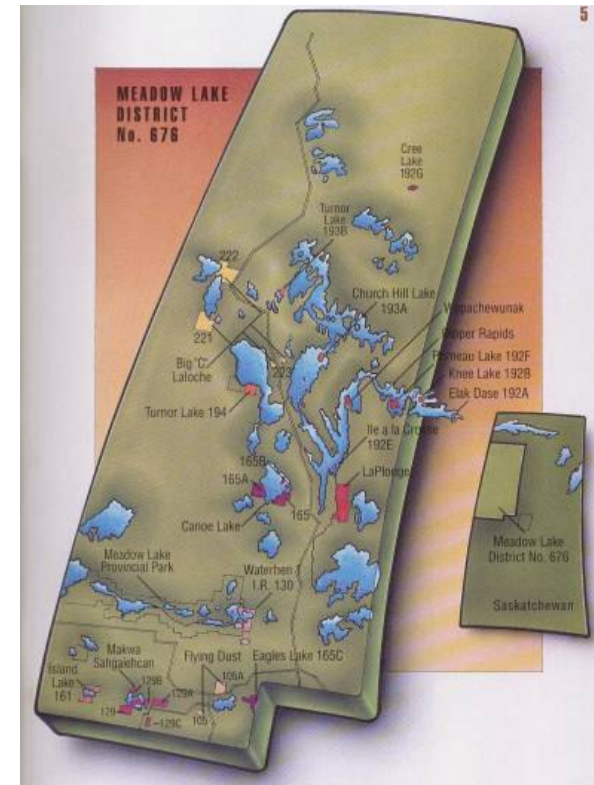 5
MEADOW LAKE
DISTRICT
No. 676
Cree
Lake
192G
Turnor
Lake
193B
222
Church Hill Lake
193A
Wapachewunak
Dipper Rapids
221
Primeau Lake 192F
Big "C"
Laloche
223
Knee Lake 192B
Elak Dase 192A
Turnor Lake 194
Ile a la Crosse
192E
165B
165A
LaPlonge
165
Canoe Lake
Meadow Lake
District No. 676
Meadow Lake
Provincial Park
Waterhen
I.R. 130
Saskatchewan
Makwa
Sahgaiehcan
Flying Dust
Eagles Lake 165C
Island
Lake
161
129B
129A
105A
129
129C
105